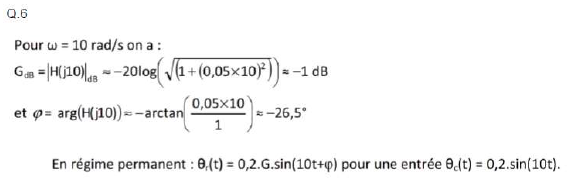 Q.6
Pour ω = 10 rad/s on a :
G_dB = |H(j10)|_dB ≈ -20log(√(1+(0,05×10)²)) ≈ -1 dB
et φ= arg(H(j10)) ≈ -arctan(0,05×10/1) ≈ -26,5°
En régime permanent : θ_r(t) = 0,2.G.sin(10t+φ) pour une entrée θ_c(t) = 0,2.sin(10t).